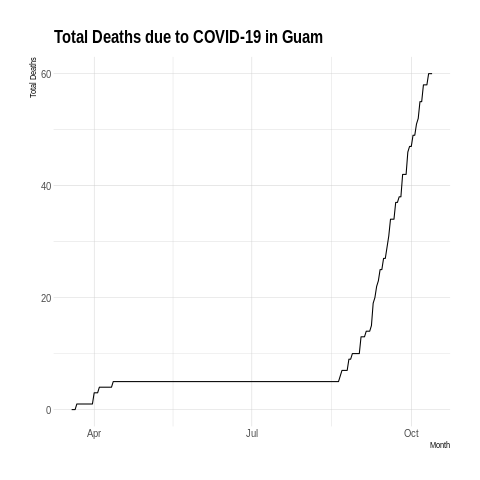 Total Deaths due to COVID-19 in Guam
Total Deaths
60
40
20
0
Apr
Jul
Oct
Month